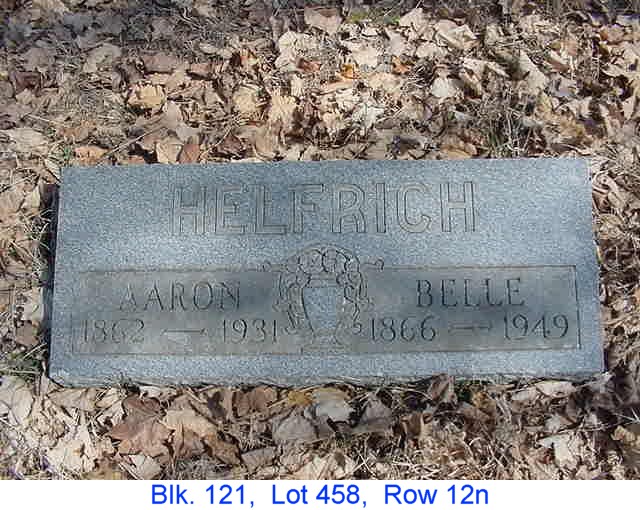 HELFRICH
AARON BELLE
1862 — 1931 1866 — 1949
Blk. 121, Lot 458, Row 12n